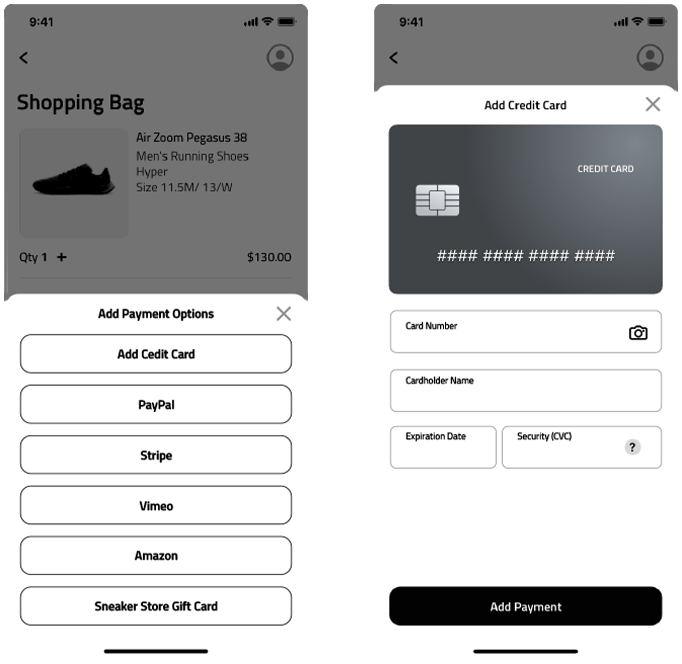 9:41
Shopping Bag
Air Zoom Pegasus 38
Men's Running Shoes
Hyper
Size 11.5M/ 13/W
Qty 1 +
$130.00
Add Payment Options
Add Cedit Card
PayPal
Stripe
Vimeo
Amazon
Sneaker Store Gift Card
9:41
Add Credit Card
CREDIT CARD
#### #### #### ####
Card Number
Cardholder Name
Expiration Date
Security (CVC)
?
Add Payment